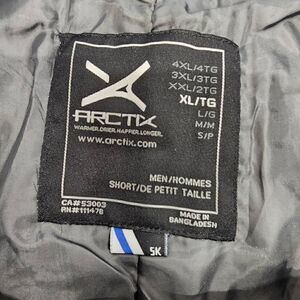 4XL/4TG
3XL/3TG
XXL/2TG
XL/TG
L/G
M/M
S/P
ARCTIX
WARMER.DRIER.HAPPIER.LONGER.
www.arctix.com
MEN/HOMMES
SHORT/DE PETIT TAILLE
CA#53003
RN#111478
MADE IN
BANGLADESH
5K